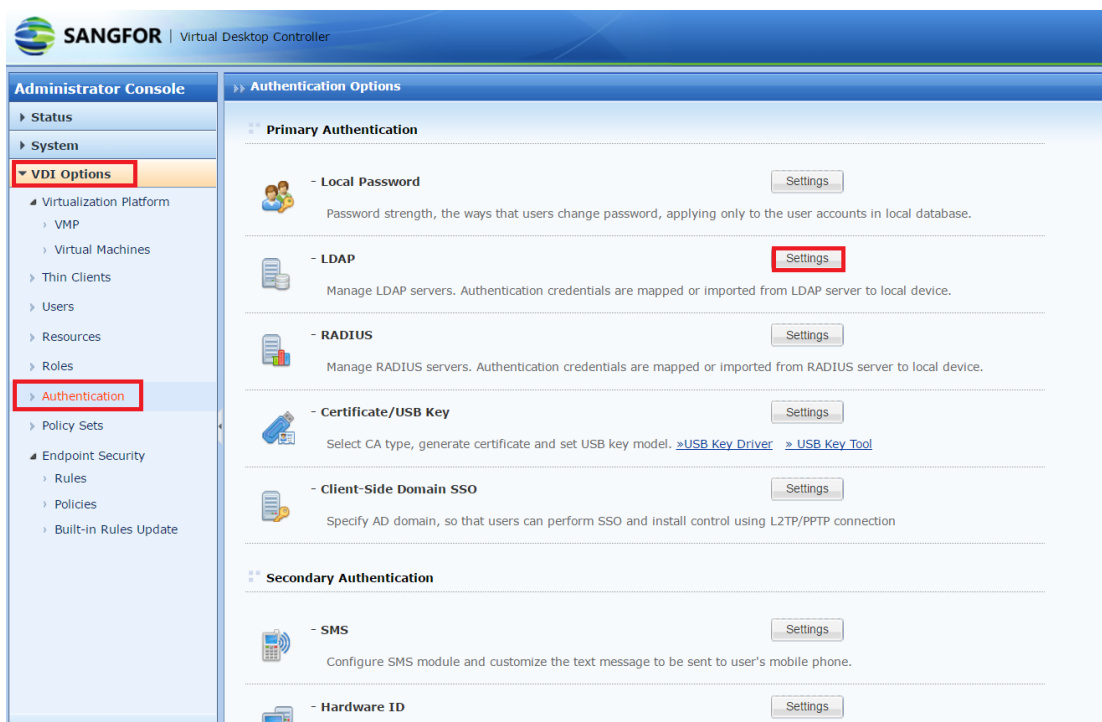 SANGFOR | Virtual Desktop Controller
Administrator Console
Status
System
VDI Options
Virtualization Platform
VMP
Virtual Machines
Thin Clients
Users
Resources
Roles
Authentication
Policy Sets
Endpoint Security
Rules
Policies
Built-in Rules Update
Authentication Options
Primary Authentication
- Local Password Settings
Password strength, the ways that users change password, applying only to the user accounts in local database.
- LDAP Settings
Manage LDAP servers. Authentication credentials are mapped or imported from LDAP server to local device.
- RADIUS Settings
Manage RADIUS servers. Authentication credentials are mapped or imported from RADIUS server to local device.
- Certificate/USB Key Settings
Select CA type, generate certificate and set USB key model. »USB Key Driver » USB Key Tool
- Client-Side Domain SSO Settings
Specify AD domain, so that users can perform SSO and install control using L2TP/PPTP connection
Secondary Authentication
- SMS Settings
Configure SMS module and customize the text message to be sent to user's mobile phone.
- Hardware ID Settings